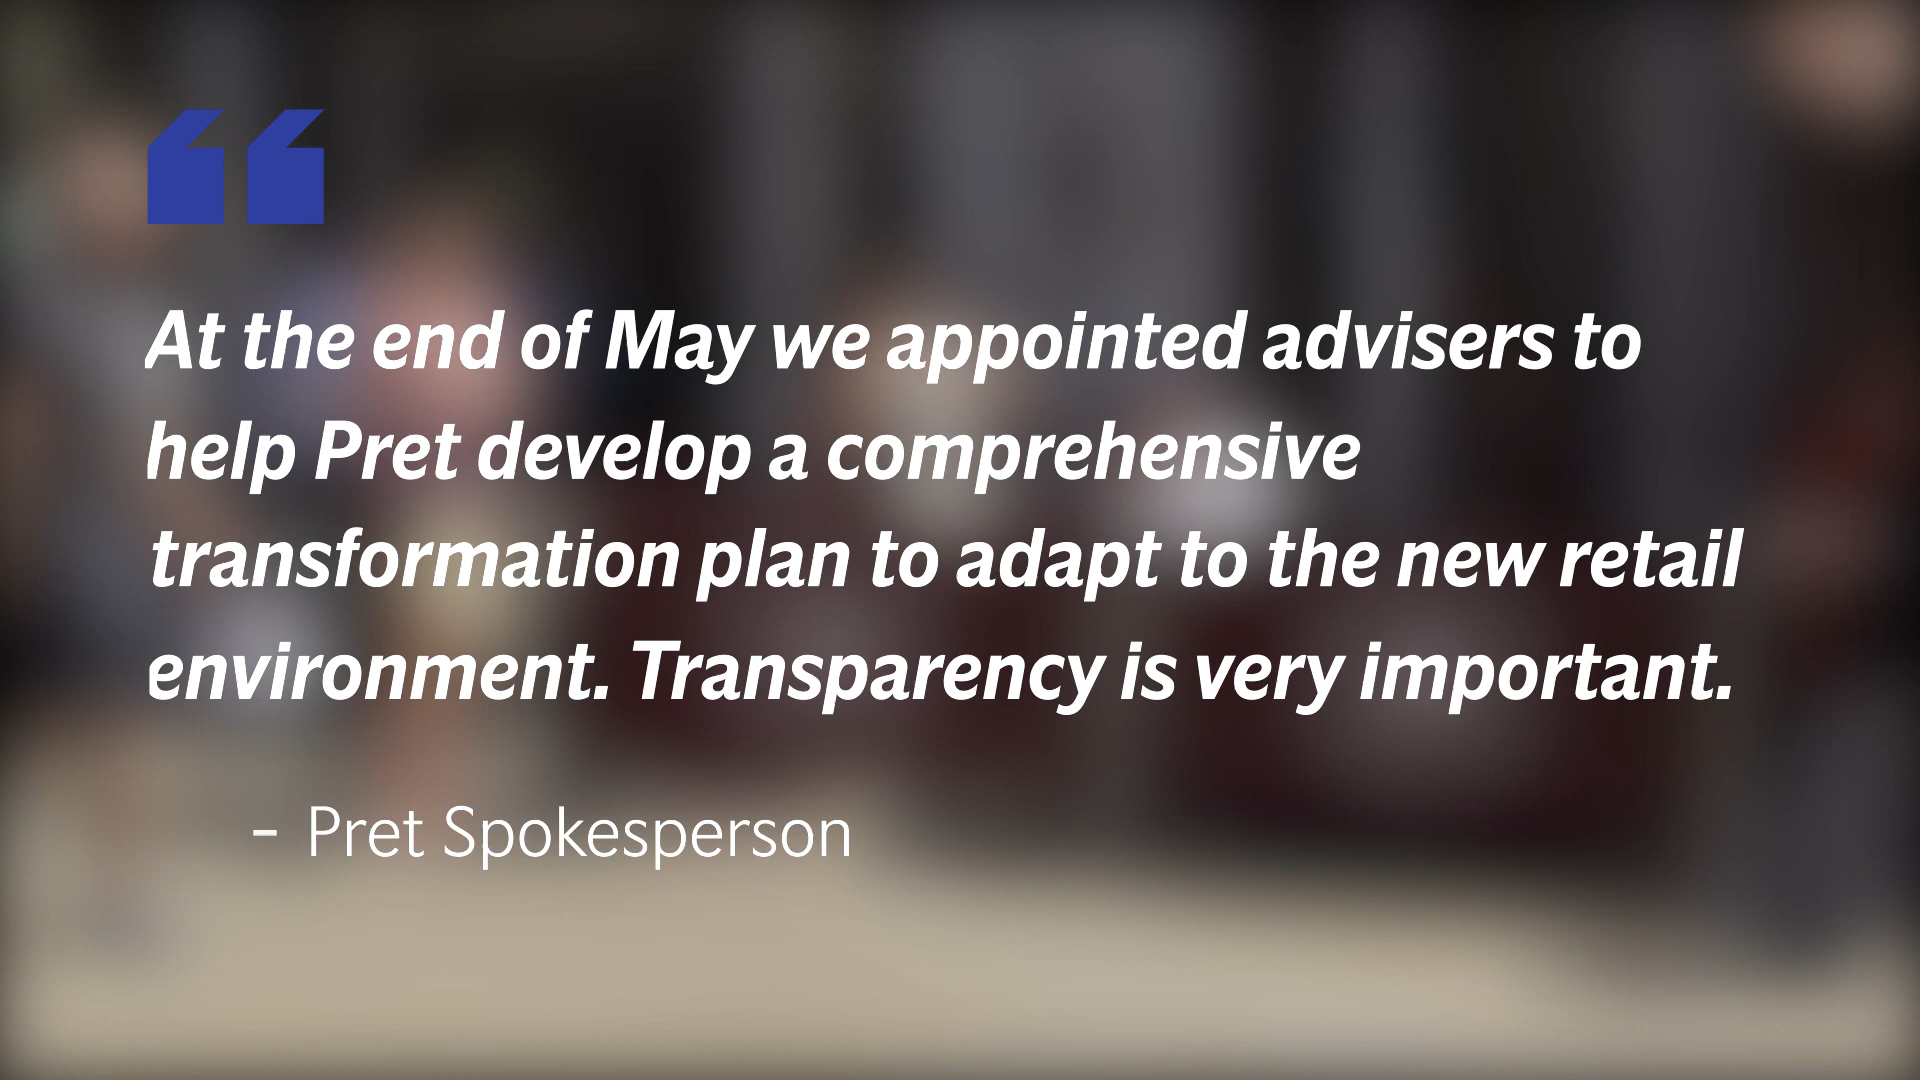 “
At the end of May we appointed advisers to
help Pret develop a comprehensive
transformation plan to adapt to the new retail
environment. Transparency is very important.
- Pret Spokesperson